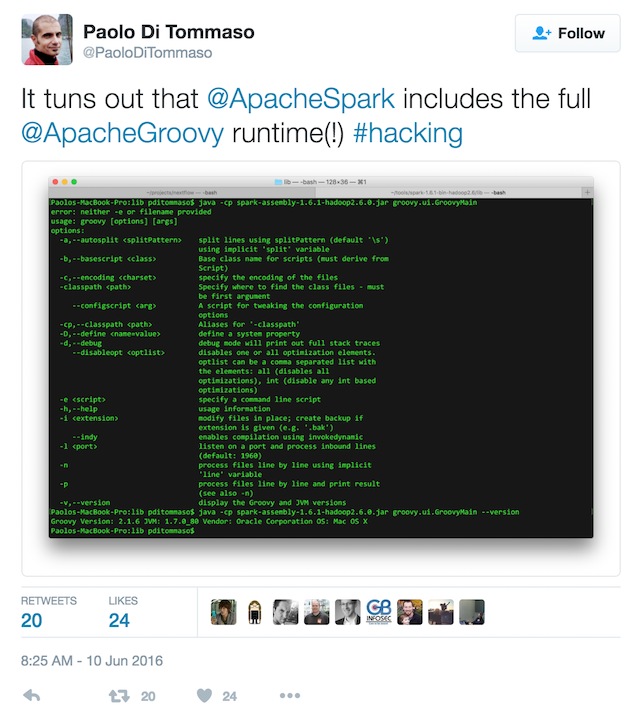 Paolo Di Tommaso
@PaoloDiTommaso
Follow
It tuns out that @ApacheSpark includes the full
@ApacheGroovy runtime(!) #hacking
lib — -bash — 128×36 — ⌘1
~/projects/nextflow — -bash
~/tools/spark-1.6.1-bin-hadoop2.6/lib — -bash
Paolos-MacBook-Pro:lib pditommaso$ java -cp spark-assembly-1.6.1-hadoop2.6.0.jar groovy.ui.GroovyMain
error: neither -e or filename provided
usage: groovy [options] [args]
options:
-a,--autosplit <splitPattern> split lines using splitPattern (default '\s')
using implicit 'split' variable
-b,--basescript <class> Base class name for scripts (must derive from
Script)
-c,--encoding <charset> specify the encoding of the files
-classpath <path> Specify where to find the class files - must
be first argument
--configscript <arg> A script for tweaking the configuration
options
-cp,--classpath <path> Aliases for '-classpath'
-D,--define <name=value> define a system property
-d,--debug debug mode will print out full stack traces
--disableopt <optlist> disables one or all optimization elements.
optlist can be a comma separated list with
the elements: all (disables all
optimizations), int (disable any int based
optimizations)
-e <script> specify a command line script
-h,--help usage information
-i <extension> modify files in place; create backup if
extension is given (e.g. '.bak')
--indy enables compilation using invokedynamic
-l <port> listen on a port and process inbound lines
(default: 1960)
-n process files line by line using implicit
'line' variable
-p process files line by line and print result
(see also -n)
-v,--version display the Groovy and JVM versions
Paolos-MacBook-Pro:lib pditommaso$ java -cp spark-assembly-1.6.1-hadoop2.6.0.jar groovy.ui.GroovyMain --version
Groovy Version: 2.1.6 JVM: 1.7.0_80 Vendor: Oracle Corporation OS: Mac OS X
Paolos-MacBook-Pro:lib pditommaso$
RETWEETS LIKES
20 24
INFOSEC
8:25 AM - 10 Jun 2016
20 24